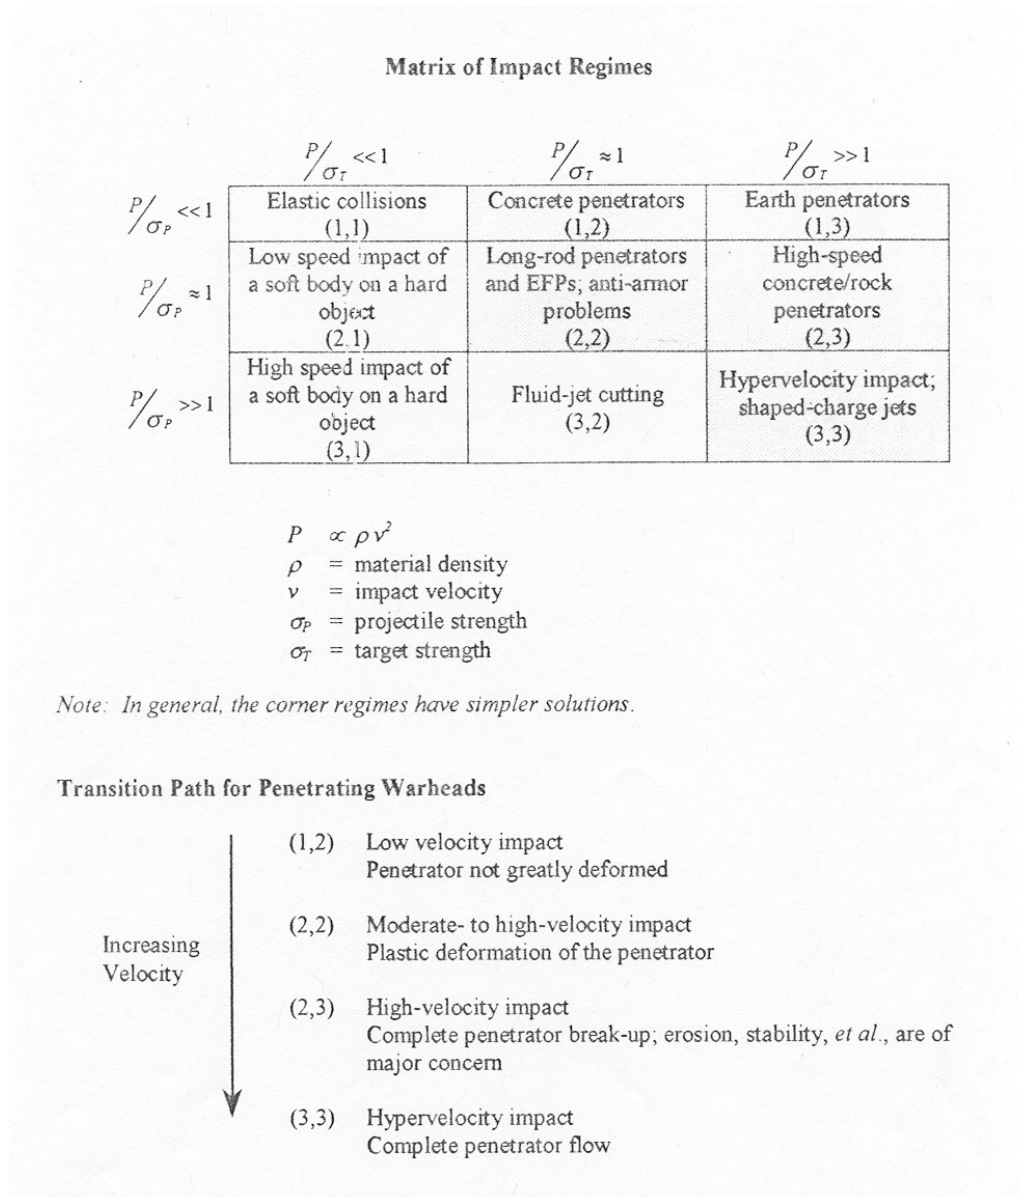 Matrix of Impact Regimes
P/σT <<1 P/σT ≈1 P/σT >>1
P/σP <<1
Elastic collisions
(1,1)
Concrete penetrators
(1,2)
Earth penetrators
(1,3)
P/σP ≈1
Low speed impact of
a soft body on a hard
object
(2.1)
Long-rod penetrators
and EFPs; anti-armor
problems
(2,2)
High-speed
concrete/rock
penetrators
(2,3)
P/σP >>1
High speed impact of
a soft body on a hard
object
(3,1)
Fluid-jet cutting
(3,2)
Hypervelocity impact;
shaped-charge jets
(3,3)
P ∝ ρν²
ρ = material density
ν = impact velocity
σP = projectile strength
σT = target strength
Note: In general, the corner regimes have simpler solutions.
Transition Path for Penetrating Warheads
Increasing
Velocity
(1,2) Low velocity impact
Penetrator not greatly deformed
(2,2) Moderate- to high-velocity impact
Plastic deformation of the penetrator
(2,3) High-velocity impact
Complete penetrator break-up; erosion, stability, et al., are of
major concern
(3,3) Hypervelocity impact
Complete penetrator flow